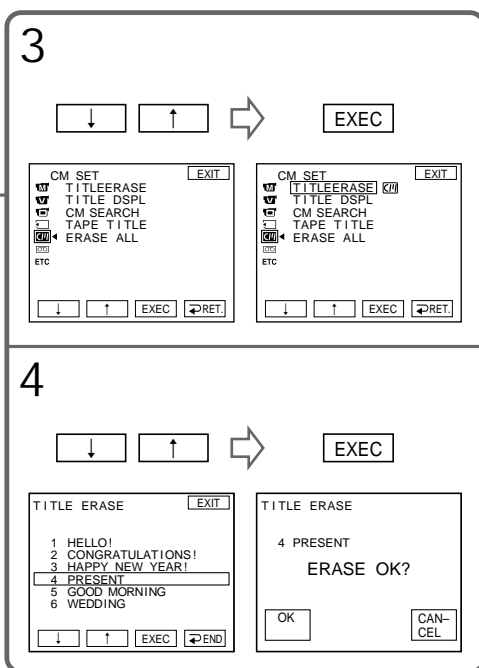 3
↓ ↑ EXEC
CM SET EXIT
TITLEERASE
TITLE DSPL
CM SEARCH
TAPE TITLE
ERASE ALL
ETC
↓ ↑ EXEC RET.
CM SET EXIT
TITLEERASE CM
TITLE DSPL
CM SEARCH
TAPE TITLE
ERASE ALL
ETC
↓ ↑ EXEC RET.
4
↓ ↑ EXEC
TITLE ERASE EXIT
1 HELLO!
2 CONGRATULATIONS!
3 HAPPY NEW YEAR!
4 PRESENT
5 GOOD MORNING
6 WEDDING
↓ ↑ EXEC END
TITLE ERASE
4 PRESENT
ERASE OK?
OK
CAN–
CEL